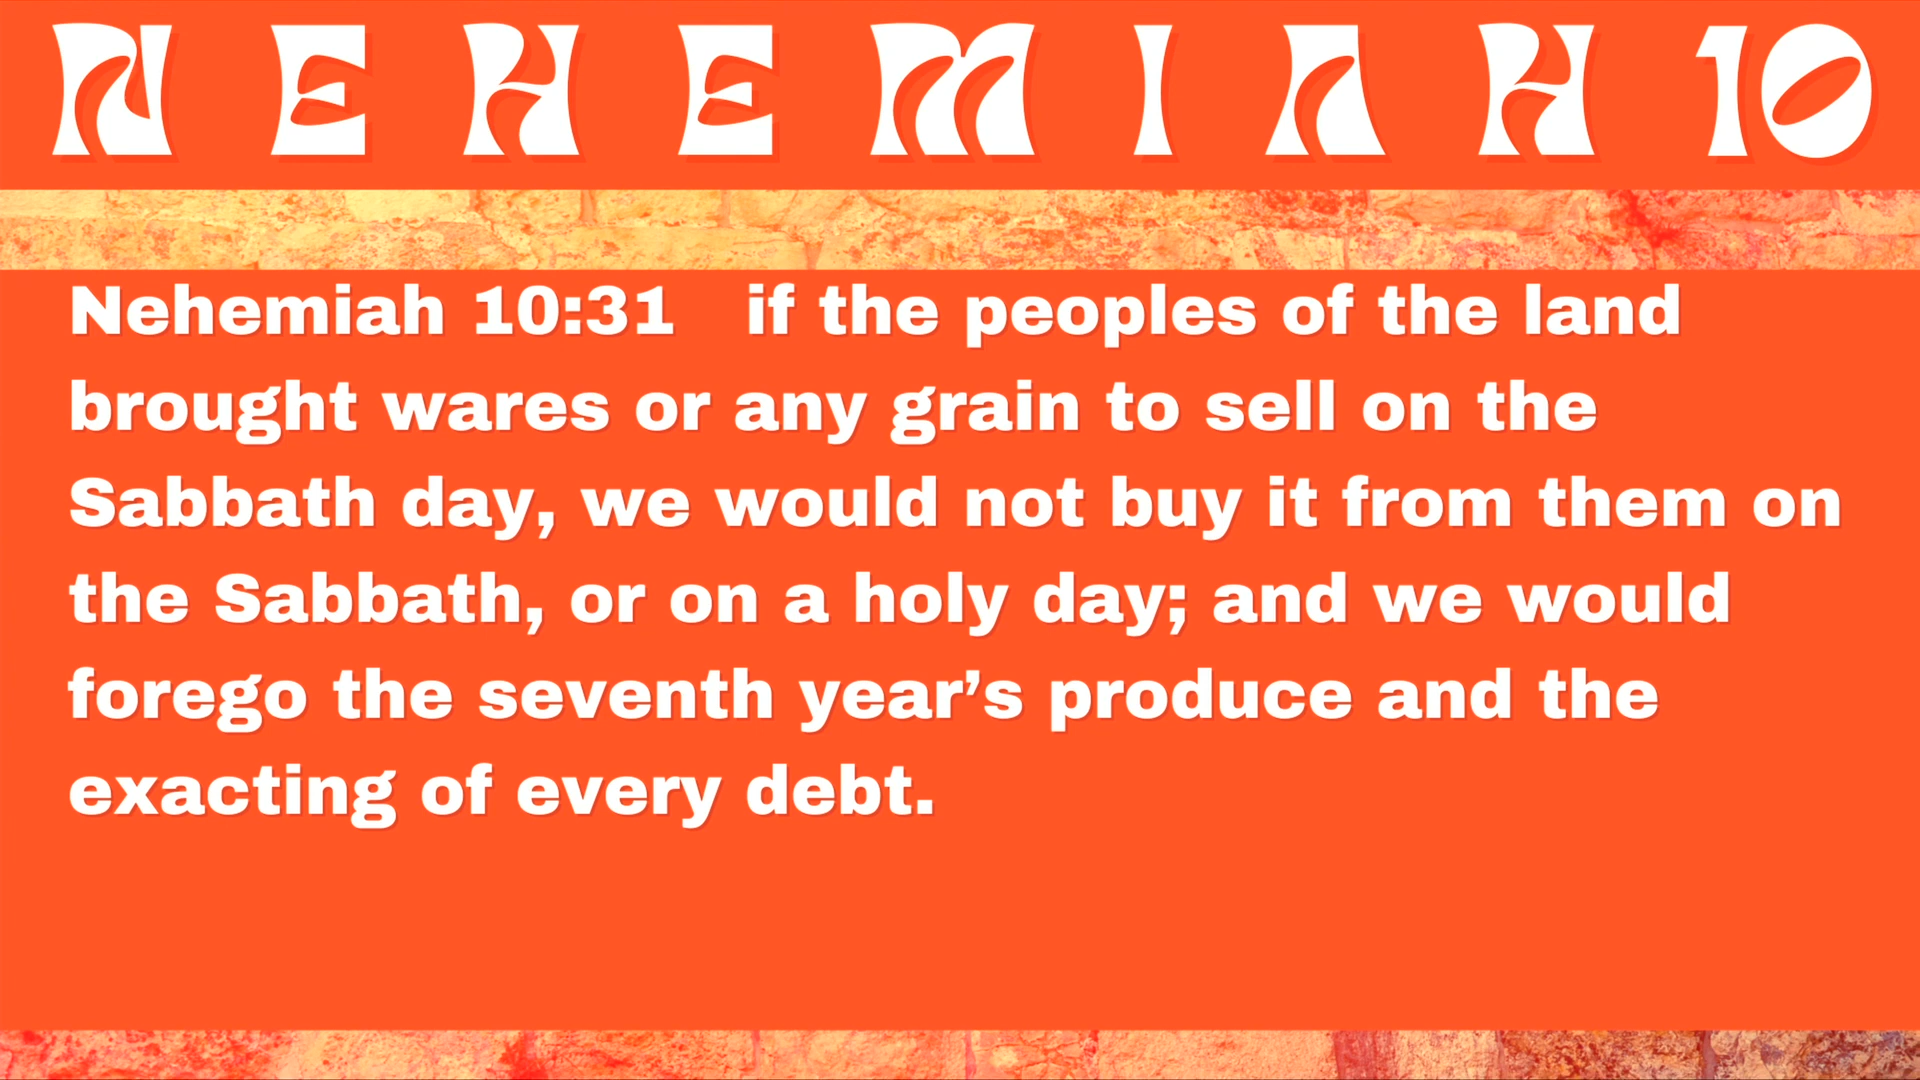 NEHEMIAH 10
Nehemiah 10:31 if the peoples of the land
brought wares or any grain to sell on the
Sabbath day, we would not buy it from them on
the Sabbath, or on a holy day; and we would
forego the seventh year’s produce and the
exacting of every debt.